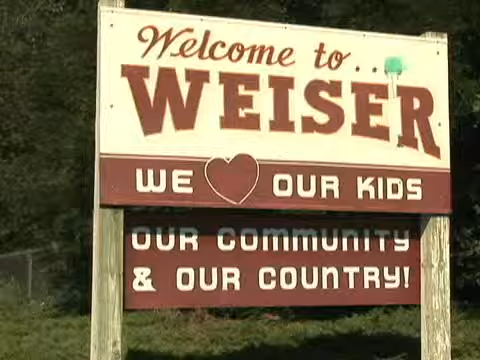 Welcome to...
WEISER
WE OUR KIDS
OUR COMMUNITY
& OUR COUNTRY!